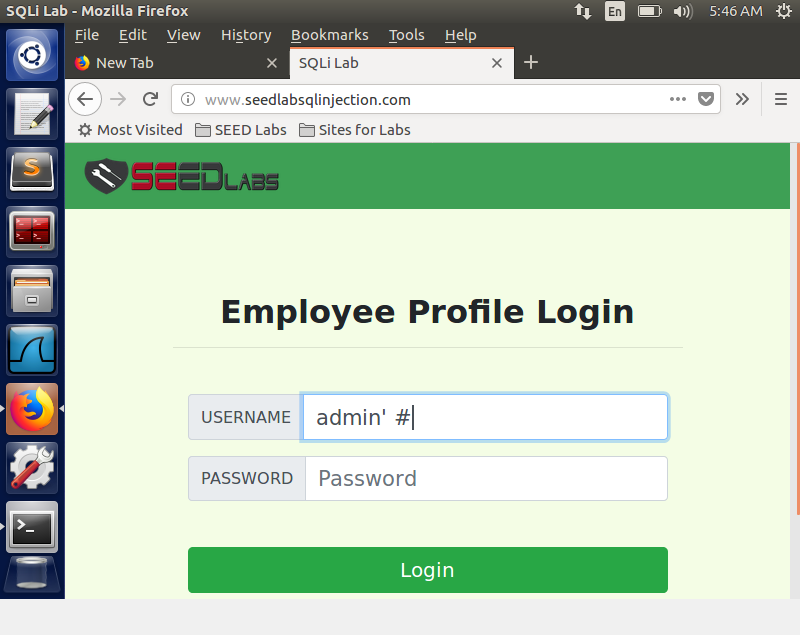 SQLi Lab - Mozilla Firefox En 5:46 AM
File Edit View History Bookmarks Tools Help
New Tab SQLi Lab
www.seedlabsqlinjection.com
Most Visited SEED Labs Sites for Labs
SEEDLABS
Employee Profile Login
USERNAME admin' #
PASSWORD Password
Login